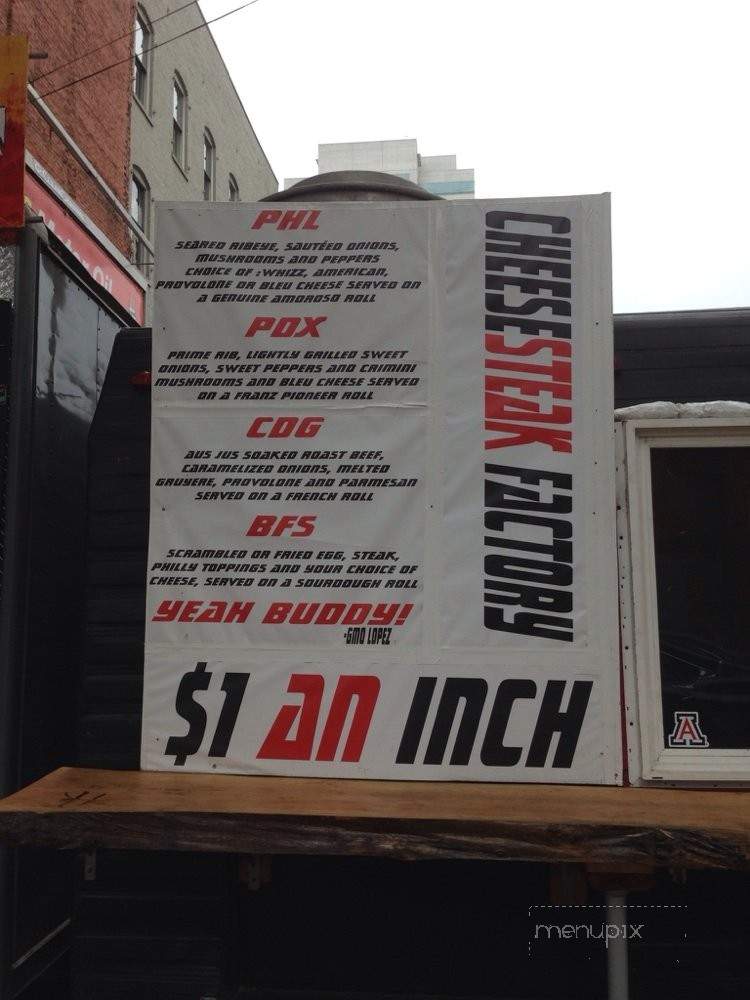 PHL
SEARED RIBEYE, SAUTÉED ONIONS,
MUSHROOMS AND PEPPERS
CHOICE OF :WHIZZ, AMERICAN,
PROVOLONE OR BLEU CHEESE SERVED ON
A GENUINE AMOROSO ROLL
PDX
PRIME RIB, LIGHTLY GRILLED SWEET
ONIONS, SWEET PEPPERS AND CRIMINI
MUSHROOMS AND BLEU CHEESE SERVED
ON A FRANZ PIONEER ROLL
CDG
AUS JUS SOAKED ROAST BEEF,
CARAMELIZED ONIONS, MELTED
GRUYERE, PROVOLONE AND PARMESAN
SERVED ON A FRENCH ROLL
BFS
SCRAMBLED OR FRIED EGG, STEAK,
PHILLY TOPPINGS AND YOUR CHOICE OF
CHEESE, SERVED ON A SOURDOUGH ROLL
YEAH BUDDY!
-GMO LOPEZ
CHEESESTEAK FACTORY
$1 AN INCH
A
menupix